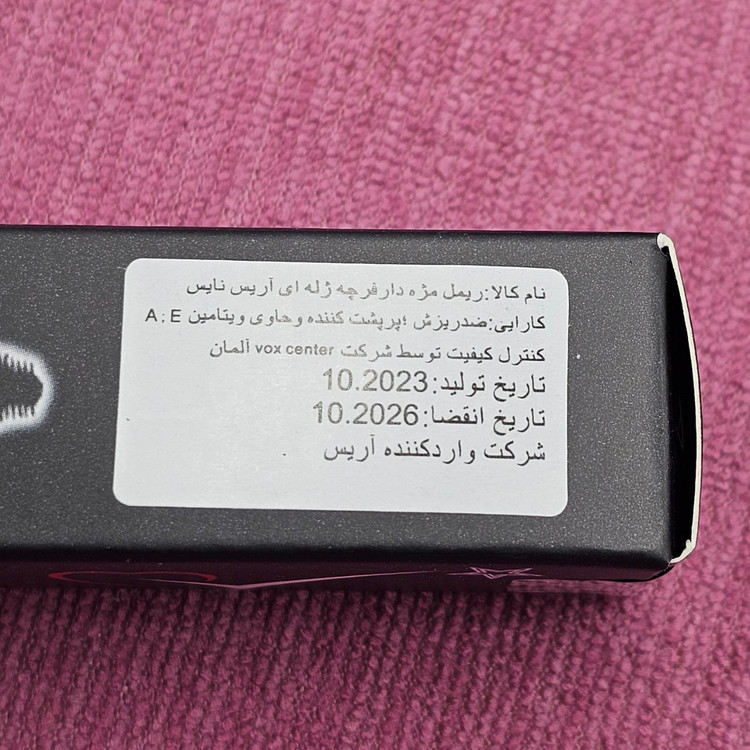 نام کالا:ریمل مژه دارفرچه ژله ای آریس نایس
کارایی:ضدریزش ؛پرپشت کننده وحاوی ویتامین A ; E
کنترل کیفیت توسط شرکت vox center آلمان
تاریخ تولید:10.2023
تاریخ انقضا:10.2026
شرکت واردکننده آریس